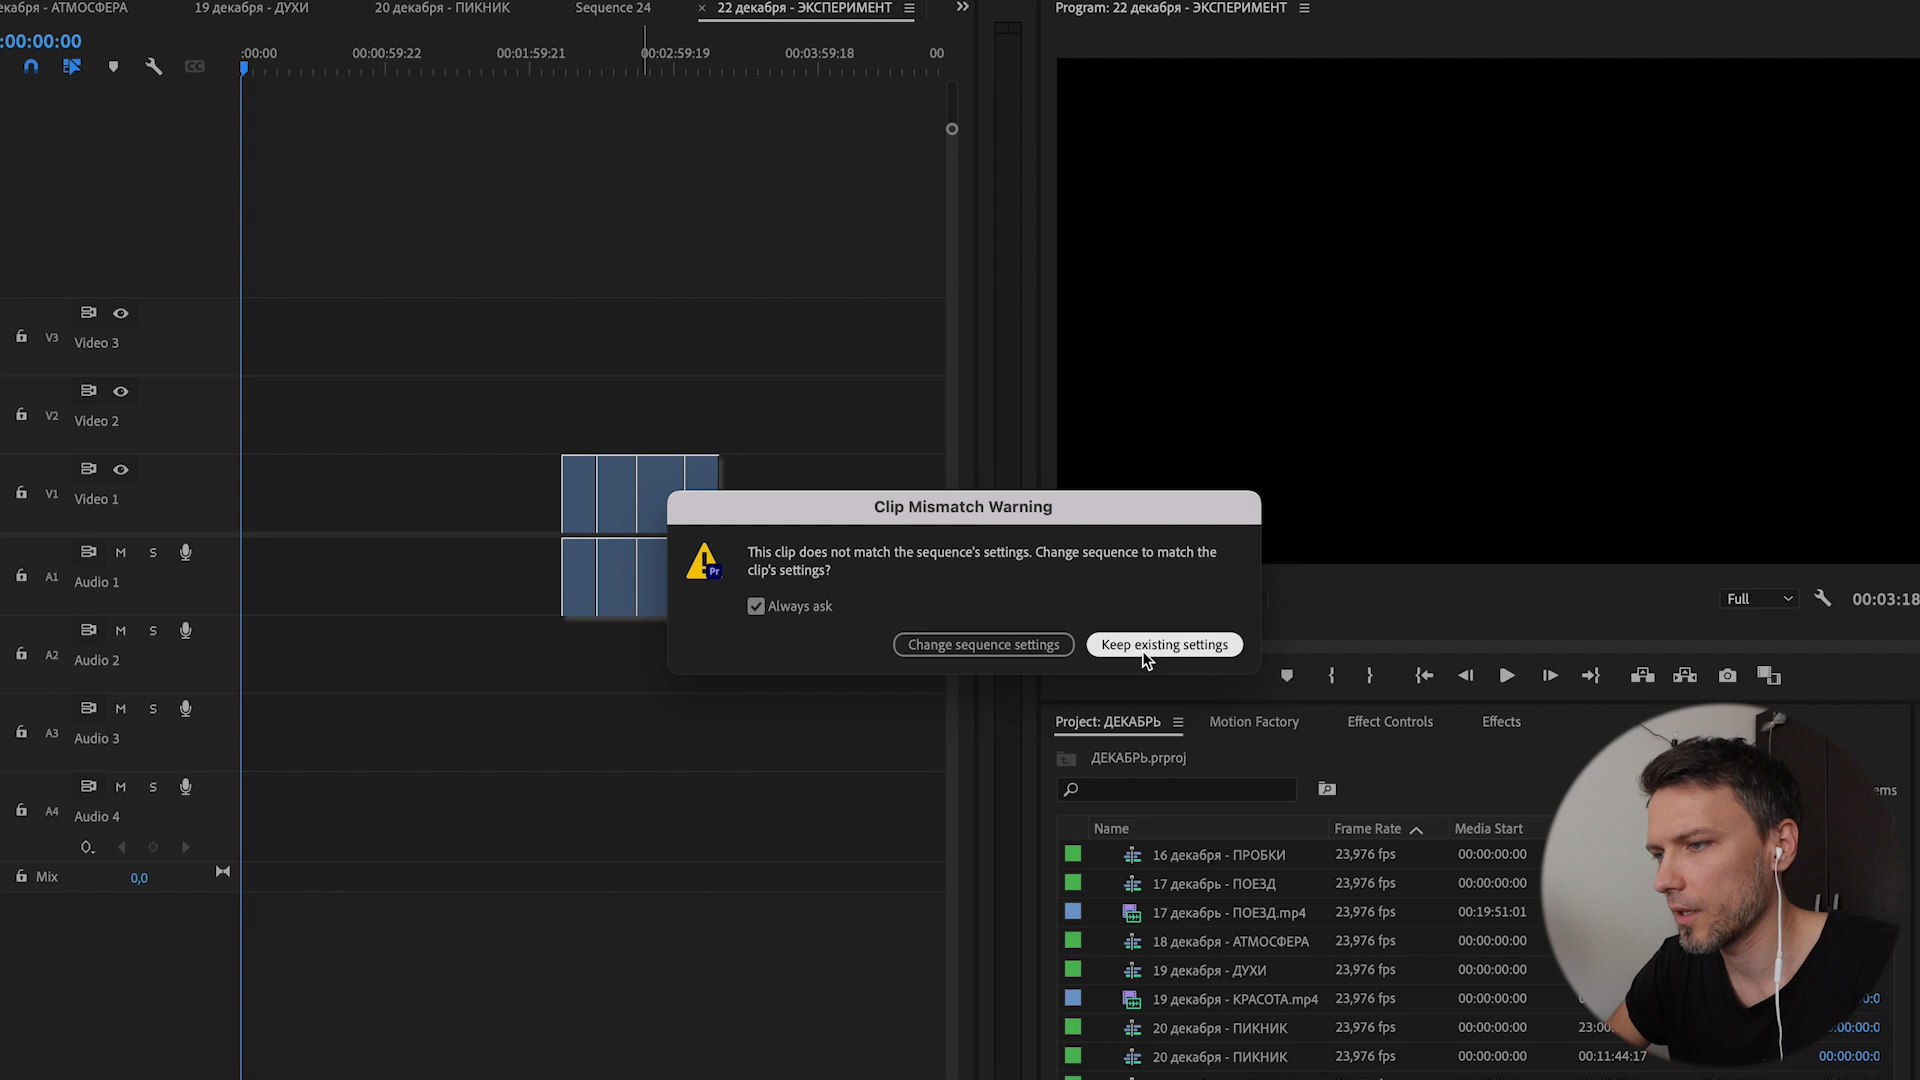 екабря - АТМОСФЕРА
19 декабря - ДУХИ
20 декабря - ПИКНИК
Sequence 24
× 22 декабря - ЭКСПЕРИМЕНТ
Program: 22 декабря - ЭКСПЕРИМЕНТ
:00:00:00
:00:00
00:00:59:22
00:01:59:21
00:02:59:19
00:03:59:18
00
V3
Video 3
V2
Video 2
V1
Video 1
M S
A1
Audio 1
M S
A2
Audio 2
M S
A3
Audio 3
M S
A4
Audio 4
Mix
0,0
Clip Mismatch Warning
Pr
This clip does not match the sequence's settings. Change sequence to match the
clip's settings?
Always ask
Change sequence settings
Keep existing settings
Full
00:03:18
Project: ДЕКАБРЬ
Motion Factory
Effect Controls
Effects
ДЕКАБРЬ.prproj
ems
Name Frame Rate Media Start
16 декабря - ПРОБКИ 23,976 fps 00:00:00:00
17 декабрь - ПОЕЗД 23,976 fps 00:00:00:00
17 декабрь - ПОЕЗД.mp4 23,976 fps 00:19:51:01
18 декабря - АТМОСФЕРА 23,976 fps 00:00:00:00
19 декабря - ДУХИ 23,976 fps 00:00:00:00
19 декабря - КРАСОТА.mp4 23,976 fps 00:00:00:00
20 декабря - ПИКНИК 23,976 fps 00:00:00:00 23:00 :00:00:0
20 декабря - ПИКНИК 23,976 fps 00:00:00:00 00:11:44:17 00:00:00:0